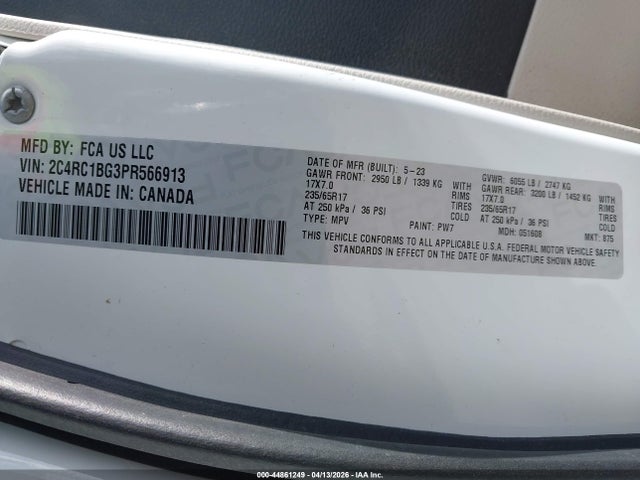 MFD BY: FCA US LLC
VIN: 2C4RC1BG3PR566913
VEHICLE MADE IN: CANADA
DATE OF MFR (BUILT): 5-23 GVWR: 6055 LB / 2747 KG
GAWR FRONT: 2950 LB / 1339 KG WITH GAWR REAR: 3200 LB / 1452 KG WITH
17X7.0 RIMS 17X7.0 RIMS
235/65R17 TIRES 235/65R17 TIRES
AT 250 kPa / 36 PSI COLD AT 250 kPa / 36 PSI COLD
TYPE: MPV PAINT: PW7 MDH: 051608 MKT: 875
THIS VEHICLE CONFORMS TO ALL APPLICABLE U.S.A. FEDERAL MOTOR VEHICLE SAFETY
STANDARDS IN EFFECT ON THE DATE OF MANUFACTURE SHOWN ABOVE.
000-44861249 - 04/13/2026 - IAA Inc.